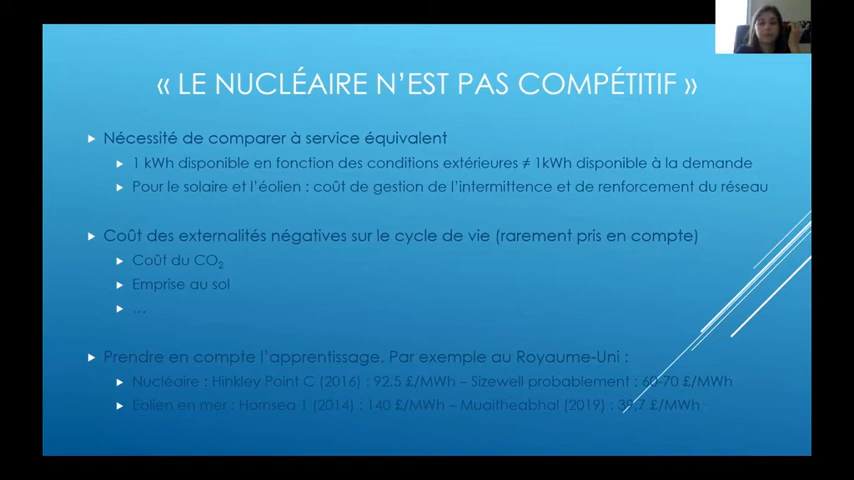 « LE NUCLÉAIRE N'EST PAS COMPÉTITIF »
Nécessité de comparer à service équivalent
1 kWh disponible en fonction des conditions extérieures ≠ 1kWh disponible à la demande
Pour le solaire et l'éolien : coût de gestion de l'intermittence et de renforcement du réseau
Coût des externalités négatives sur le cycle de vie (rarement pris en compte)
Coût du CO₂
Emprise au sol
…
Prendre en compte l'apprentissage. Par exemple au Royaume-Uni :
Nucléaire : Hinkley Point C (2016) : 92,5 £/MWh – Sizewell probablement : 60-70 £/MWh
Eolien en mer : Hornsea 1 (2014) : 140 £/MWh – Muaitheabhal (2019) : 39,7 £/MWh